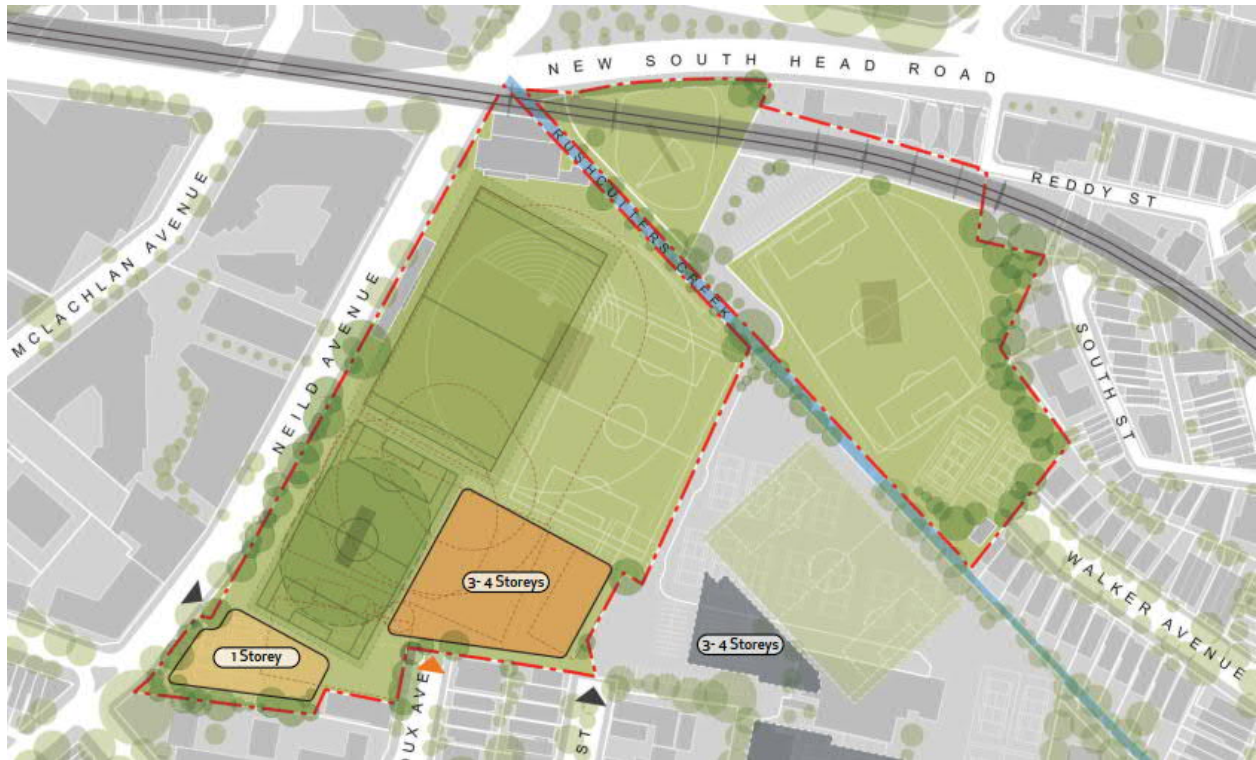 NEW SOUTH HEAD ROAD
RUSHCUTTERS CREEK
REDDY ST
MCLACHLAN AVENUE
NEILD AVENUE
SOUTH ST
3- 4 Storeys
WALKER AVENUE
1 Storey
3- 4 Storeys
OUX AVE
ST